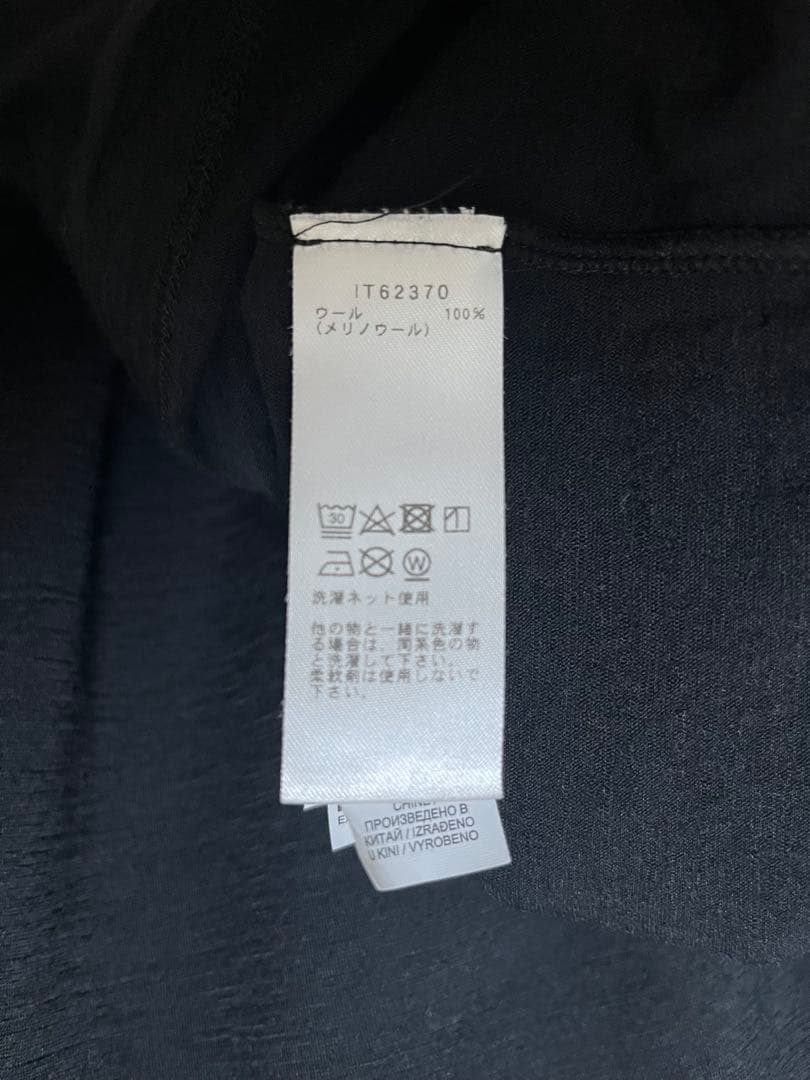 IT62370
ウール 100%
(メリノウール)
30
W
洗濯ネット使用
他の物と一緒に洗濯す
る場合は、同系色の物
と洗濯して下さい。
柔軟剤は使用しないで
下さい。
ПРОИЗВЕДЕНО В
КИТАЙ / IZRAĐENO
U KINI / VYROBENO